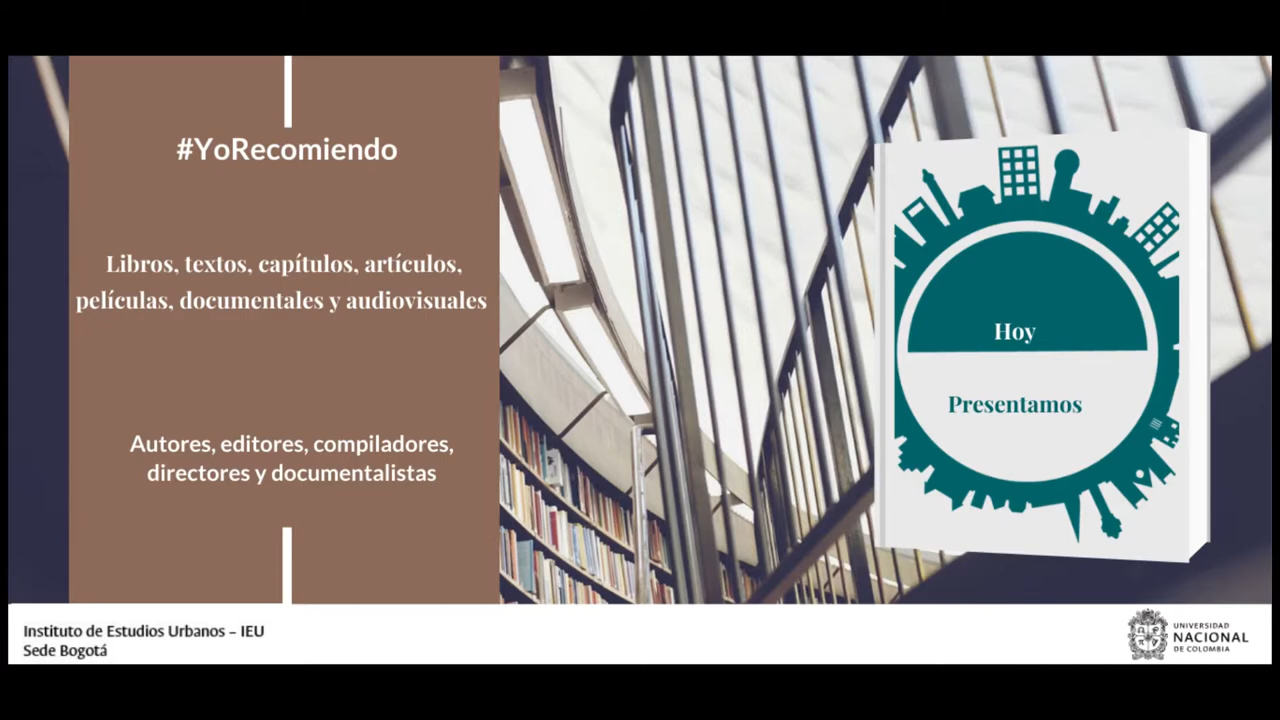 #YoRecomiendo
Libros, textos, capítulos, artículos,
películas, documentales y audiovisuales
Autores, editores, compiladores,
directores y documentalistas
Hoy
Presentamos
Instituto de Estudios Urbanos – IEU
Sede Bogotá
UNIVERSIDAD
NACIONAL
DE COLOMBIA